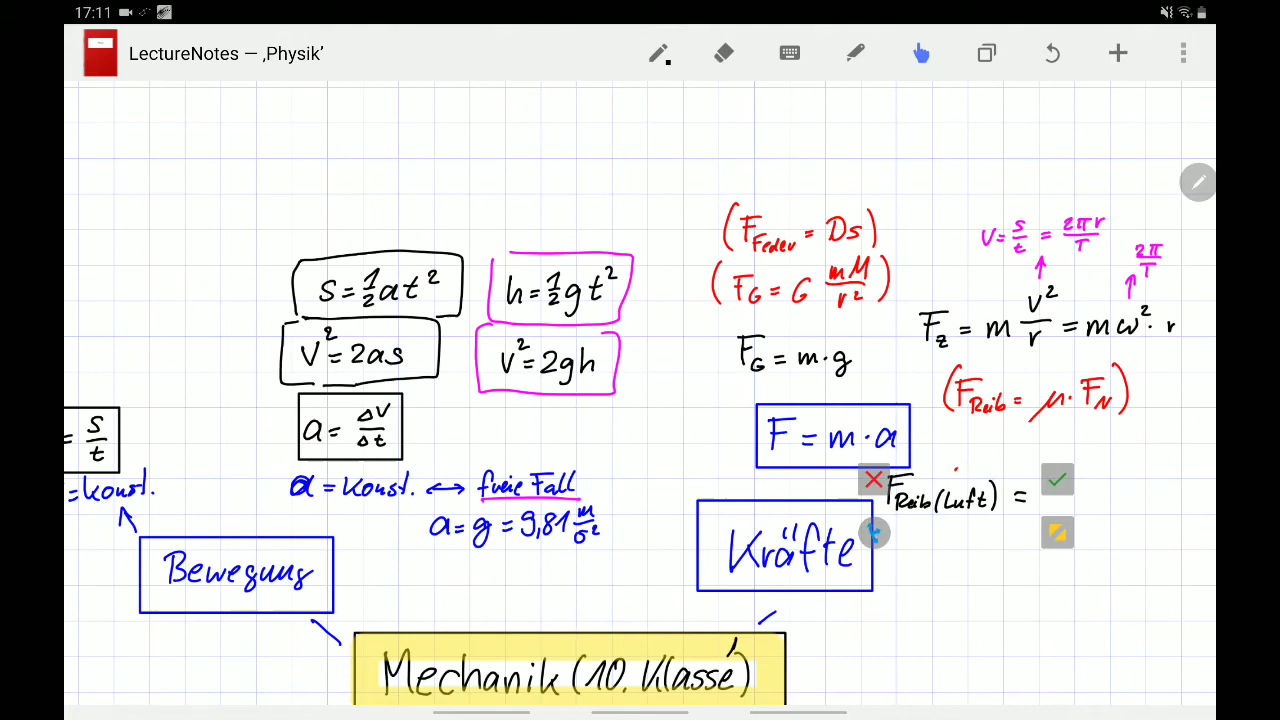 17:11
LectureNotes — ‚Physik‘
(F_Feder = Ds)
(F_G = G mM/r²)
F_G = m·g
F = m·a
v = s/t = 2πr/T
2π/T
F_z = m v²/r = mω²· r
(F_Reib = μ· F_N)
F_Reib(Luft) =
s = ½at²
h = ½gt²
v² = 2as
v² = 2gh
a = Δv/Δt
= s/t
= konst.
a = konst. ↔ freie Fall
a = g = 9,81 m/s²
Bewegung
Kräfte
Mechanik (10. Klasse)